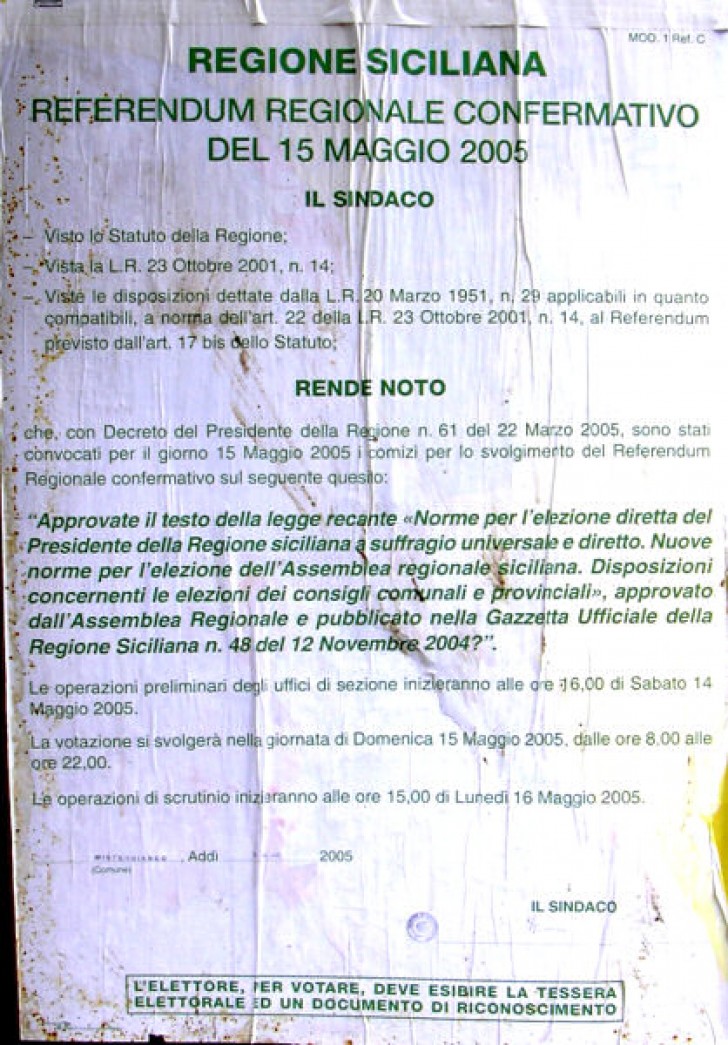 MOD. 1 Ref. C
REGIONE SICILIANA
REFERENDUM REGIONALE CONFERMATIVO
DEL 15 MAGGIO 2005
IL SINDACO
– Visto lo Statuto della Regione;
– Vista la L.R. 23 Ottobre 2001, n. 14;
– Viste le disposizioni dettate dalla L.R. 20 Marzo 1951, n. 29 applicabili in quanto
compatibili, a norma dell'art. 22 della L.R. 23 Ottobre 2001, n. 14, al Referendum
previsto dall'art. 17 bis dello Statuto;
RENDE NOTO
che, con Decreto del Presidente della Regione n. 61 del 22 Marzo 2005, sono stati
convocati per il giorno 15 Maggio 2005 i comizi per lo svolgimento del Referendum
Regionale confermativo sul seguente quesito:
"Approvate il testo della legge recante «Norme per l'elezione diretta del
Presidente della Regione siciliana a suffragio universale e diretto. Nuove
norme per l'elezione dell'Assemblea regionale siciliana. Disposizioni
concernenti le elezioni dei consigli comunali e provinciali», approvato
dall'Assemblea Regionale e pubblicato nella Gazzetta Ufficiale della
Regione Siciliana n. 48 del 12 Novembre 2004?".
Le operazioni preliminari degli uffici di sezione inizieranno alle ore 16,00 di Sabato 14
Maggio 2005.
La votazione si svolgerà nella giornata di Domenica 15 Maggio 2005, dalle ore 8,00 alle
ore 22,00.
Le operazioni di scrutinio inizieranno alle ore 15,00 di Lunedì 16 Maggio 2005.
, Addì 2005
(Comune)
IL SINDACO
L'ELETTORE, PER VOTARE, DEVE ESIBIRE LA TESSERA
ELETTORALE ED UN DOCUMENTO DI RICONOSCIMENTO